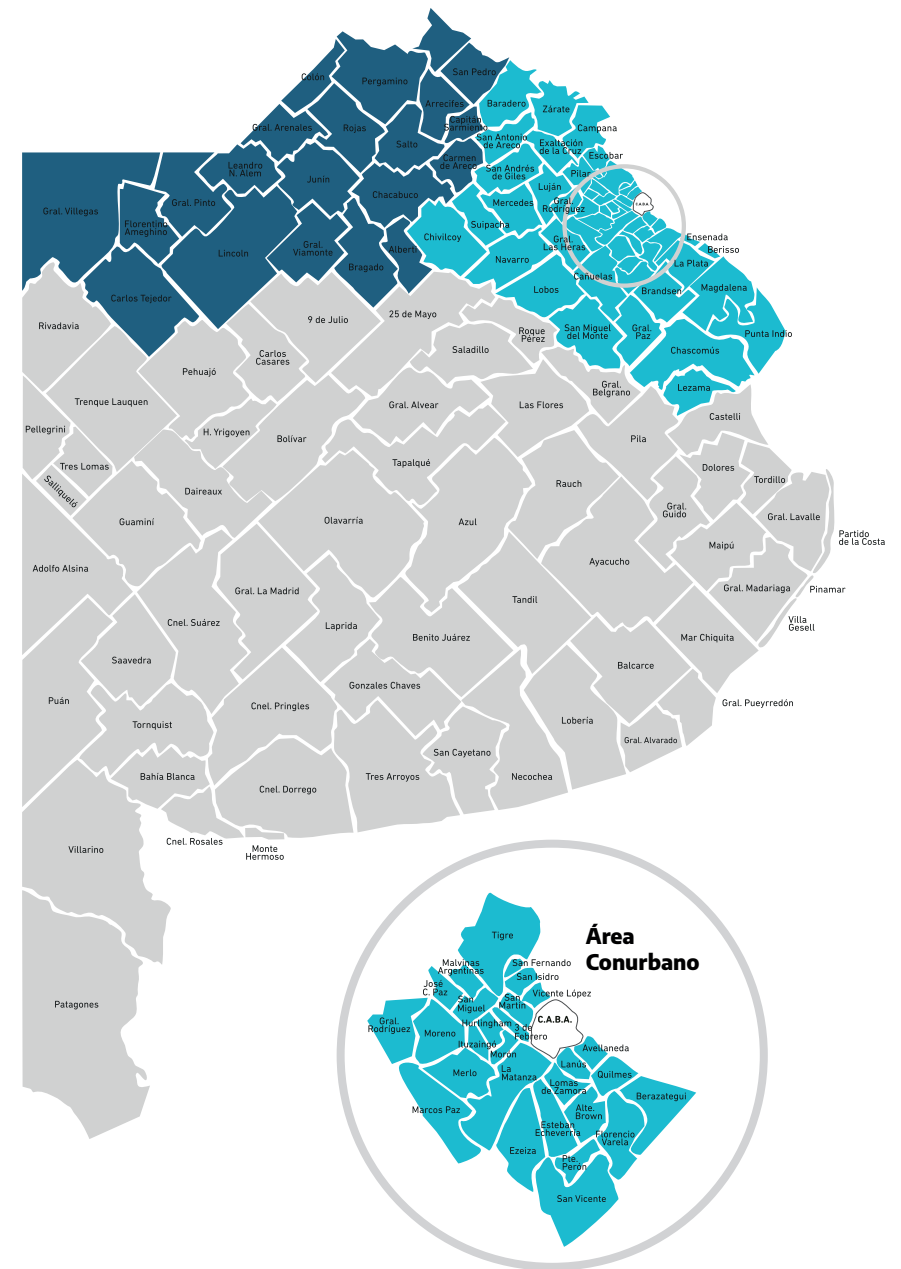 Colón
Pergamino
San Pedro
Arrecifes
Baradero
Zárate
Gral. Arenales
Rojas
Capitán
Sarmiento
Campana
Salto
San Antonio
de Areco
Exaltación
de la Cruz
Escobar
Leandro
N. Alem
Junín
Carmen
de Areco
San Andrés
de Giles
Pilar
Luján
Gral. Villegas
Gral. Pinto
Chacabuco
Mercedes
Gral.
Rodríguez
C.A.B.A.
Florentino
Ameghino
Suipacha
Chivilcoy
Gral.
Las Heras
Ensenada
Berisso
Lincoln
Gral.
Viamonte
Alberti
Bragado
Navarro
La Plata
Cañuelas
Carlos Tejedor
Lobos
Brandsen
Magdalena
Rivadavia
9 de Julio
25 de Mayo
Roque
Pérez
San Miguel
del Monte
Gral.
Paz
Punta Indio
Saladillo
Chascomús
Carlos
Casares
Pehuajó
Lezama
Gral.
Belgrano
Trenque Lauquen
Gral. Alvear
Las Flores
Castelli
Pellegrini
H. Yrigoyen
Bolívar
Pila
Tres Lomas
Tapalqué
Dolores
Tordillo
Salliqueló
Daireaux
Rauch
Gral.
Guido
Gral. Lavalle
Guaminí
Olavarría
Azul
Partido
de la Costa
Maipú
Adolfo Alsina
Ayacucho
Gral. La Madrid
Gral. Madariaga
Pinamar
Tandil
Cnel. Suárez
Laprida
Villa
Gesell
Benito Juárez
Mar Chiquita
Saavedra
Balcarce
Gonzales Chaves
Puán
Cnel. Pringles
Gral. Pueyrredón
Tornquist
Lobería
Gral. Alvarado
San Cayetano
Bahía Blanca
Tres Arroyos
Necochea
Cnel. Dorrego
Cnel. Rosales
Monte
Hermoso
Villarino
Patagones
Área
Conurbano
Tigre
Malvinas
Argentinas
San Fernando
San Isidro
José
C. Paz
Vicente López
San
Miguel
San
Martín
Gral.
Rodríguez
Moreno
Hurlingham
3 de
Febrero
C.A.B.A.
Ituzaingó
Morón
Avellaneda
Lanús
Merlo
La
Matanza
Quilmes
Lomas
de Zamora
Berazategui
Marcos Paz
Alte.
Brown
Esteban
Echeverría
Florencio
Varela
Ezeiza
Pte.
Perón
San Vicente